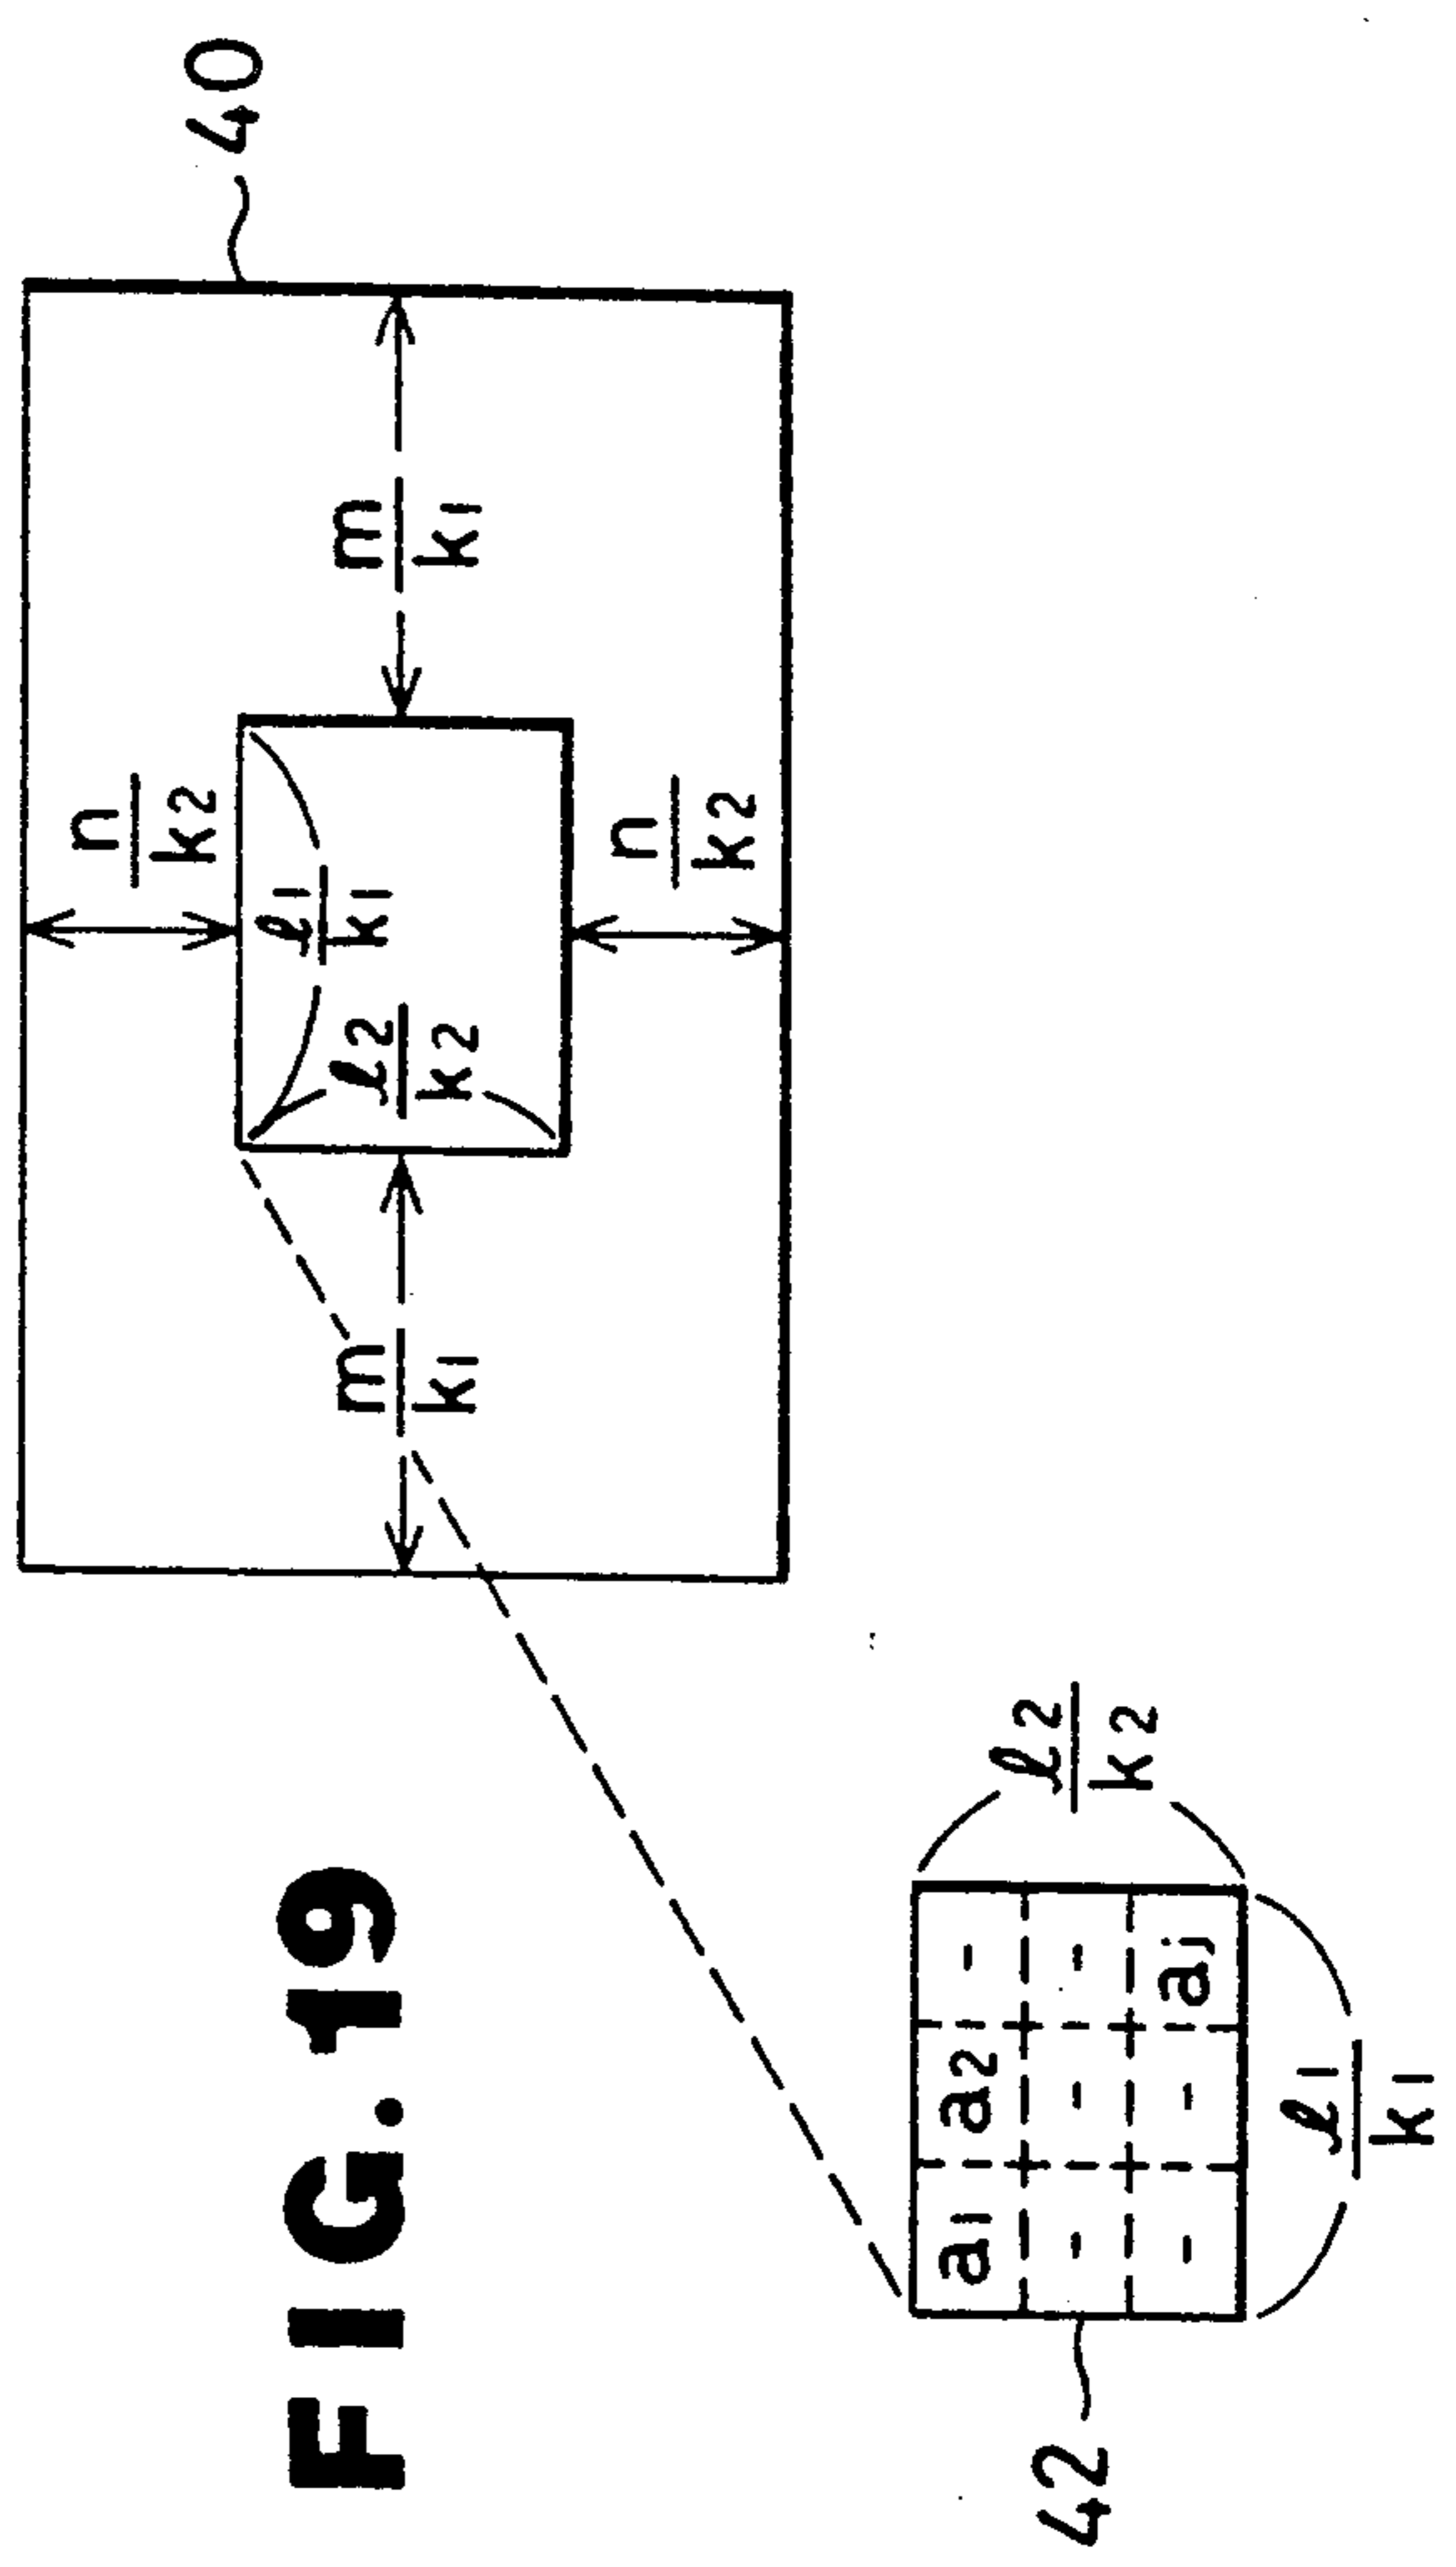 FIG. 19
40
n/k2
m/k1
ℓ1/k1
ℓ2/k2
m/k1
n/k2
42
a1 a2 -
- - -
- - aj
ℓ2/k2
ℓ1/k1